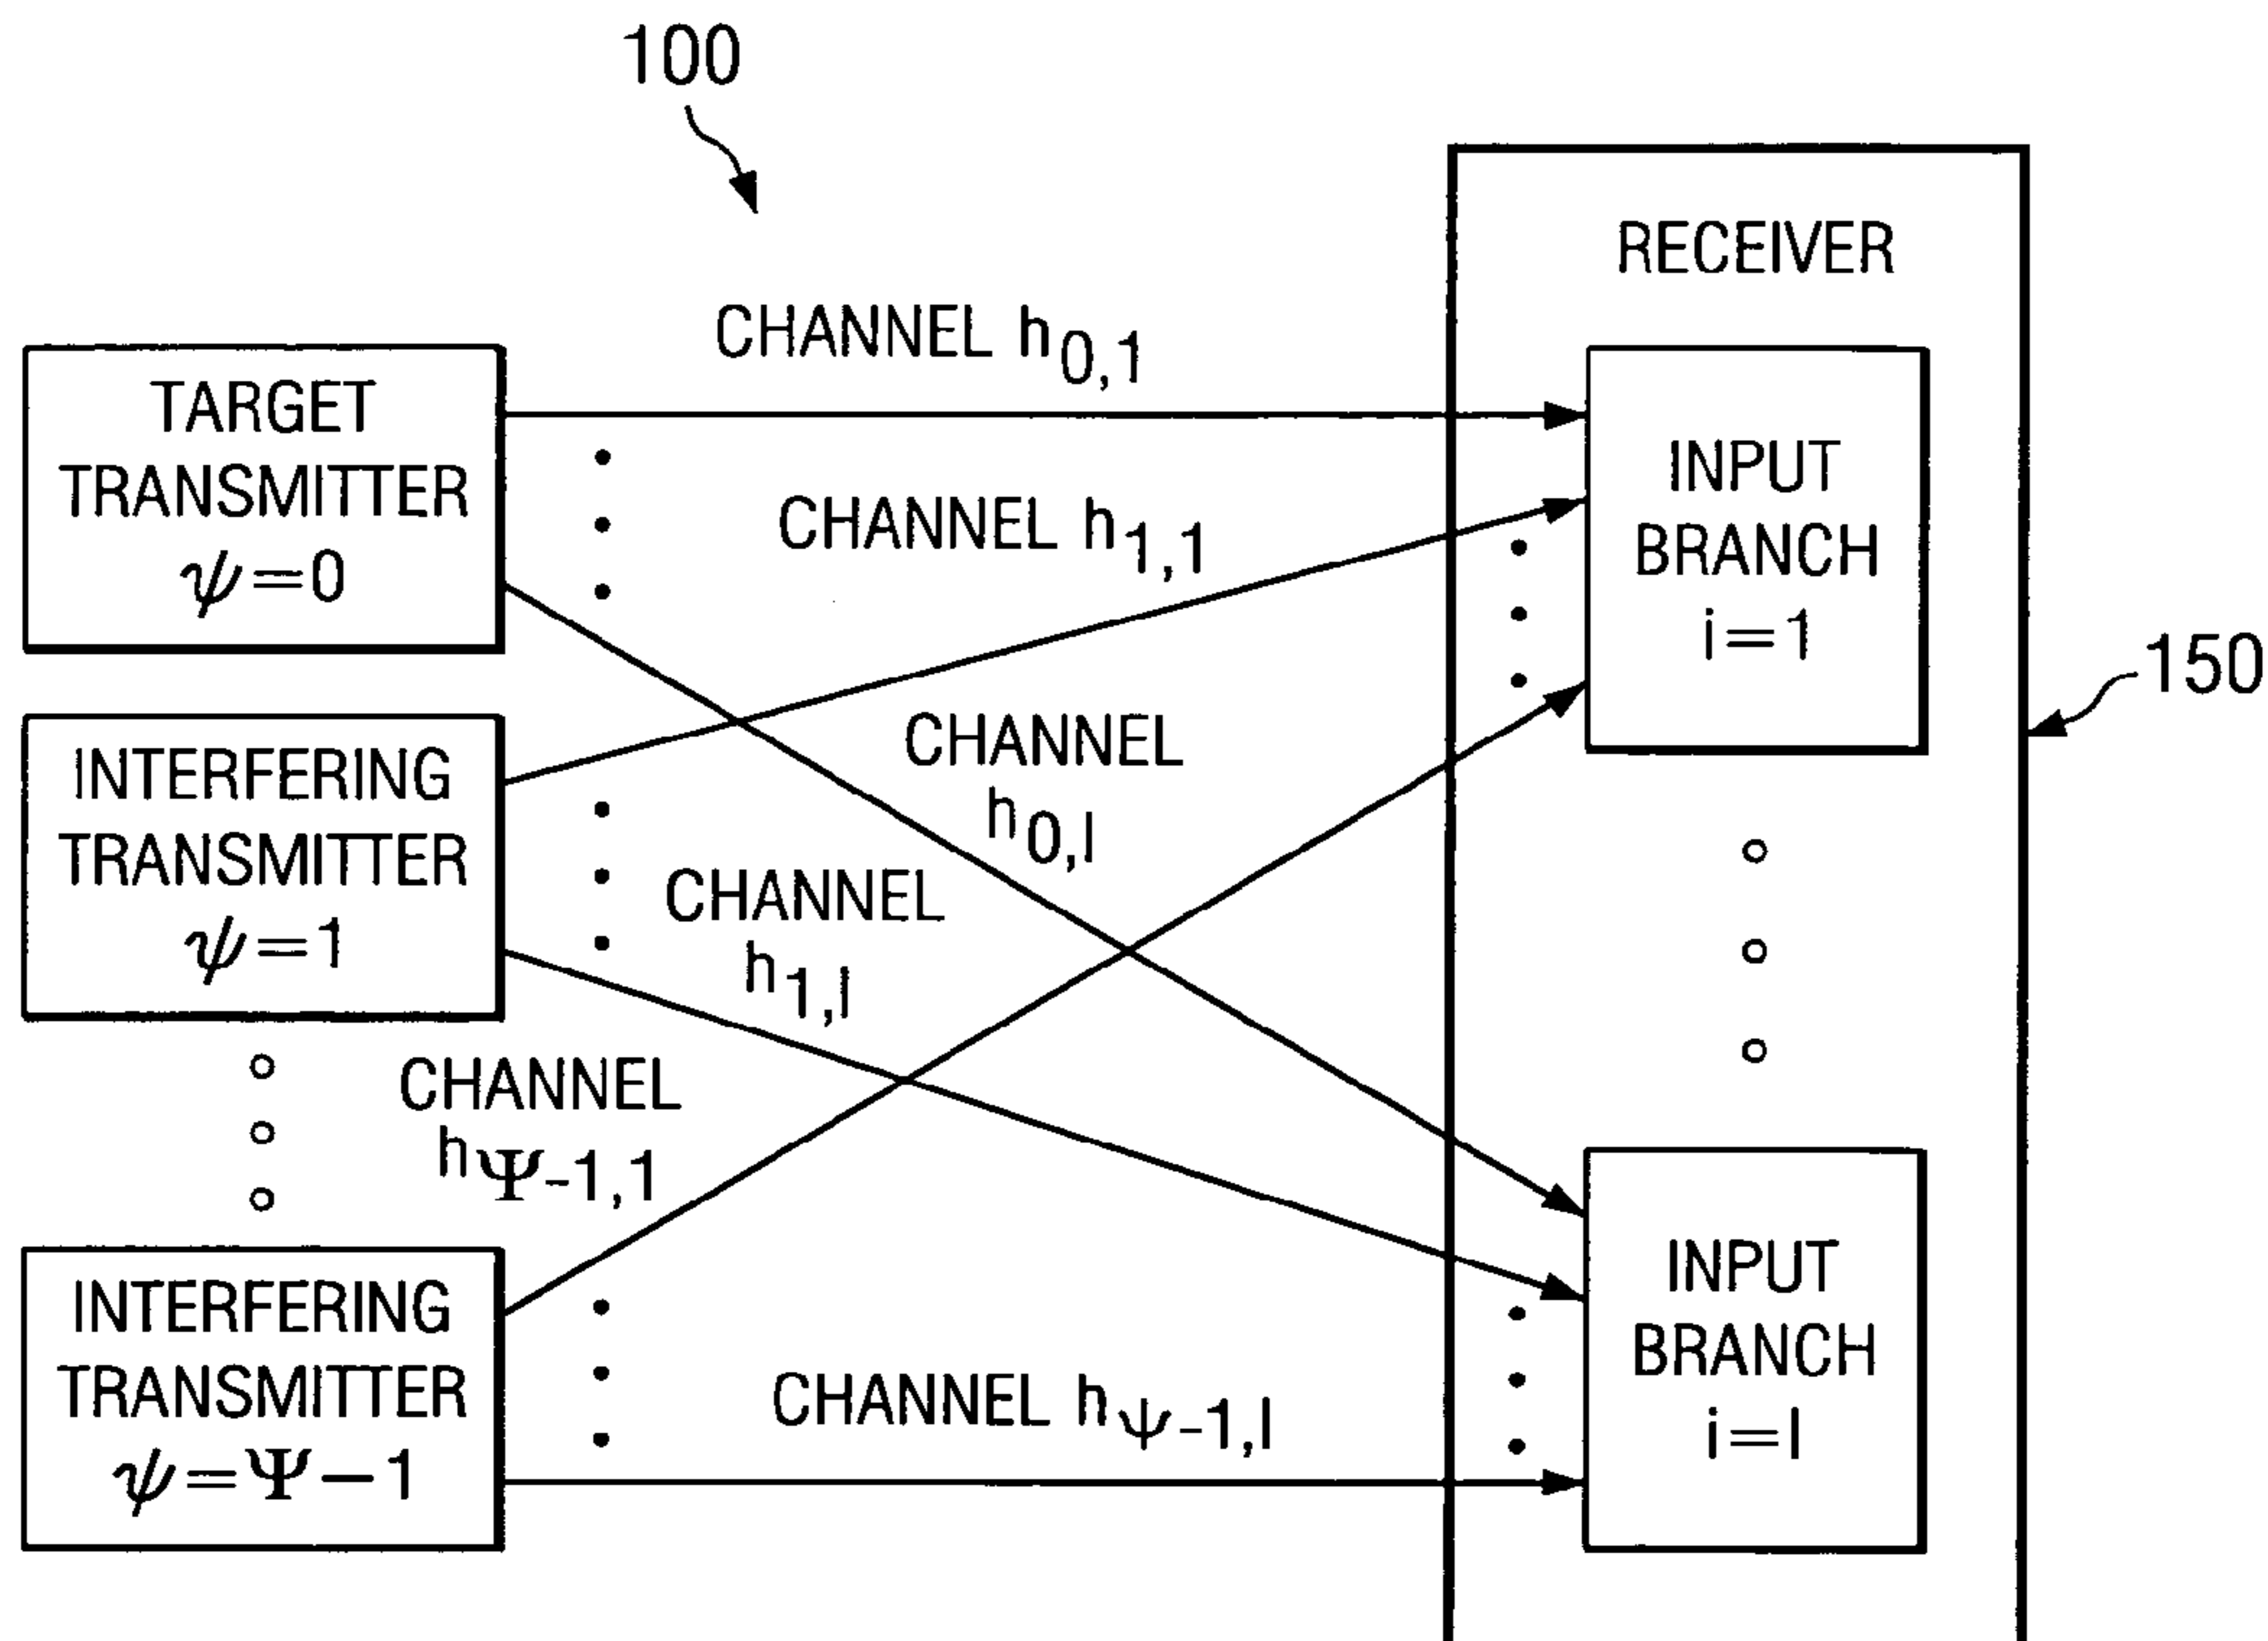 100
RECEIVER
CHANNEL h0,1
TARGET
TRANSMITTER
ψ=0
CHANNEL h1,1
INPUT
BRANCH
i=1
150
INTERFERING
TRANSMITTER
ψ=1
CHANNEL
h0,I
CHANNEL
h1,I
CHANNEL
hΨ-1,1
INTERFERING
TRANSMITTER
ψ=Ψ-1
CHANNEL hψ-1,I
INPUT
BRANCH
i=I